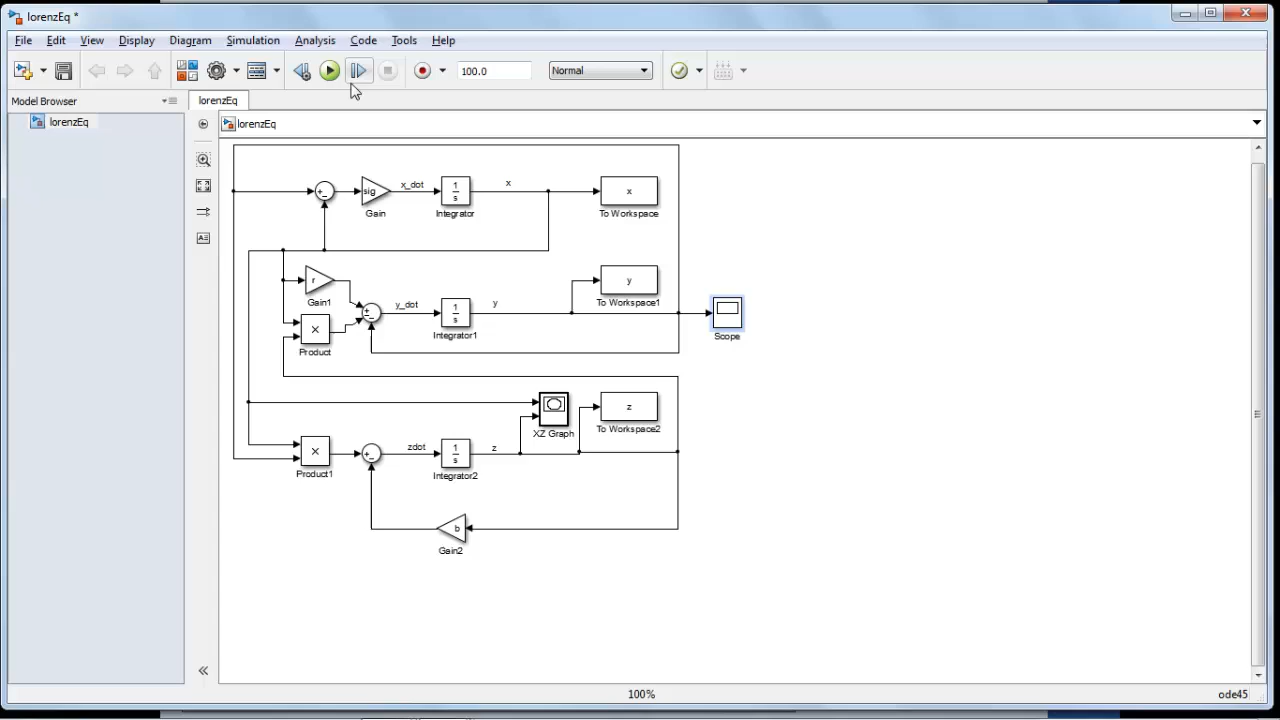 lorenzEq *
File Edit View Display Diagram Simulation Analysis Code Tools Help
100.0 Normal
Model Browser
lorenzEq
lorenzEq
lorenzEq
sig
Gain
x_dot
1
s
Integrator
x
x
To Workspace
r
Gain1
×
Product
y_dot
1
s
Integrator1
y
y
To Workspace1
Scope
×
Product1
zdot
1
s
Integrator2
z
XZ Graph
z
To Workspace2
b
Gain2
100%
ode45